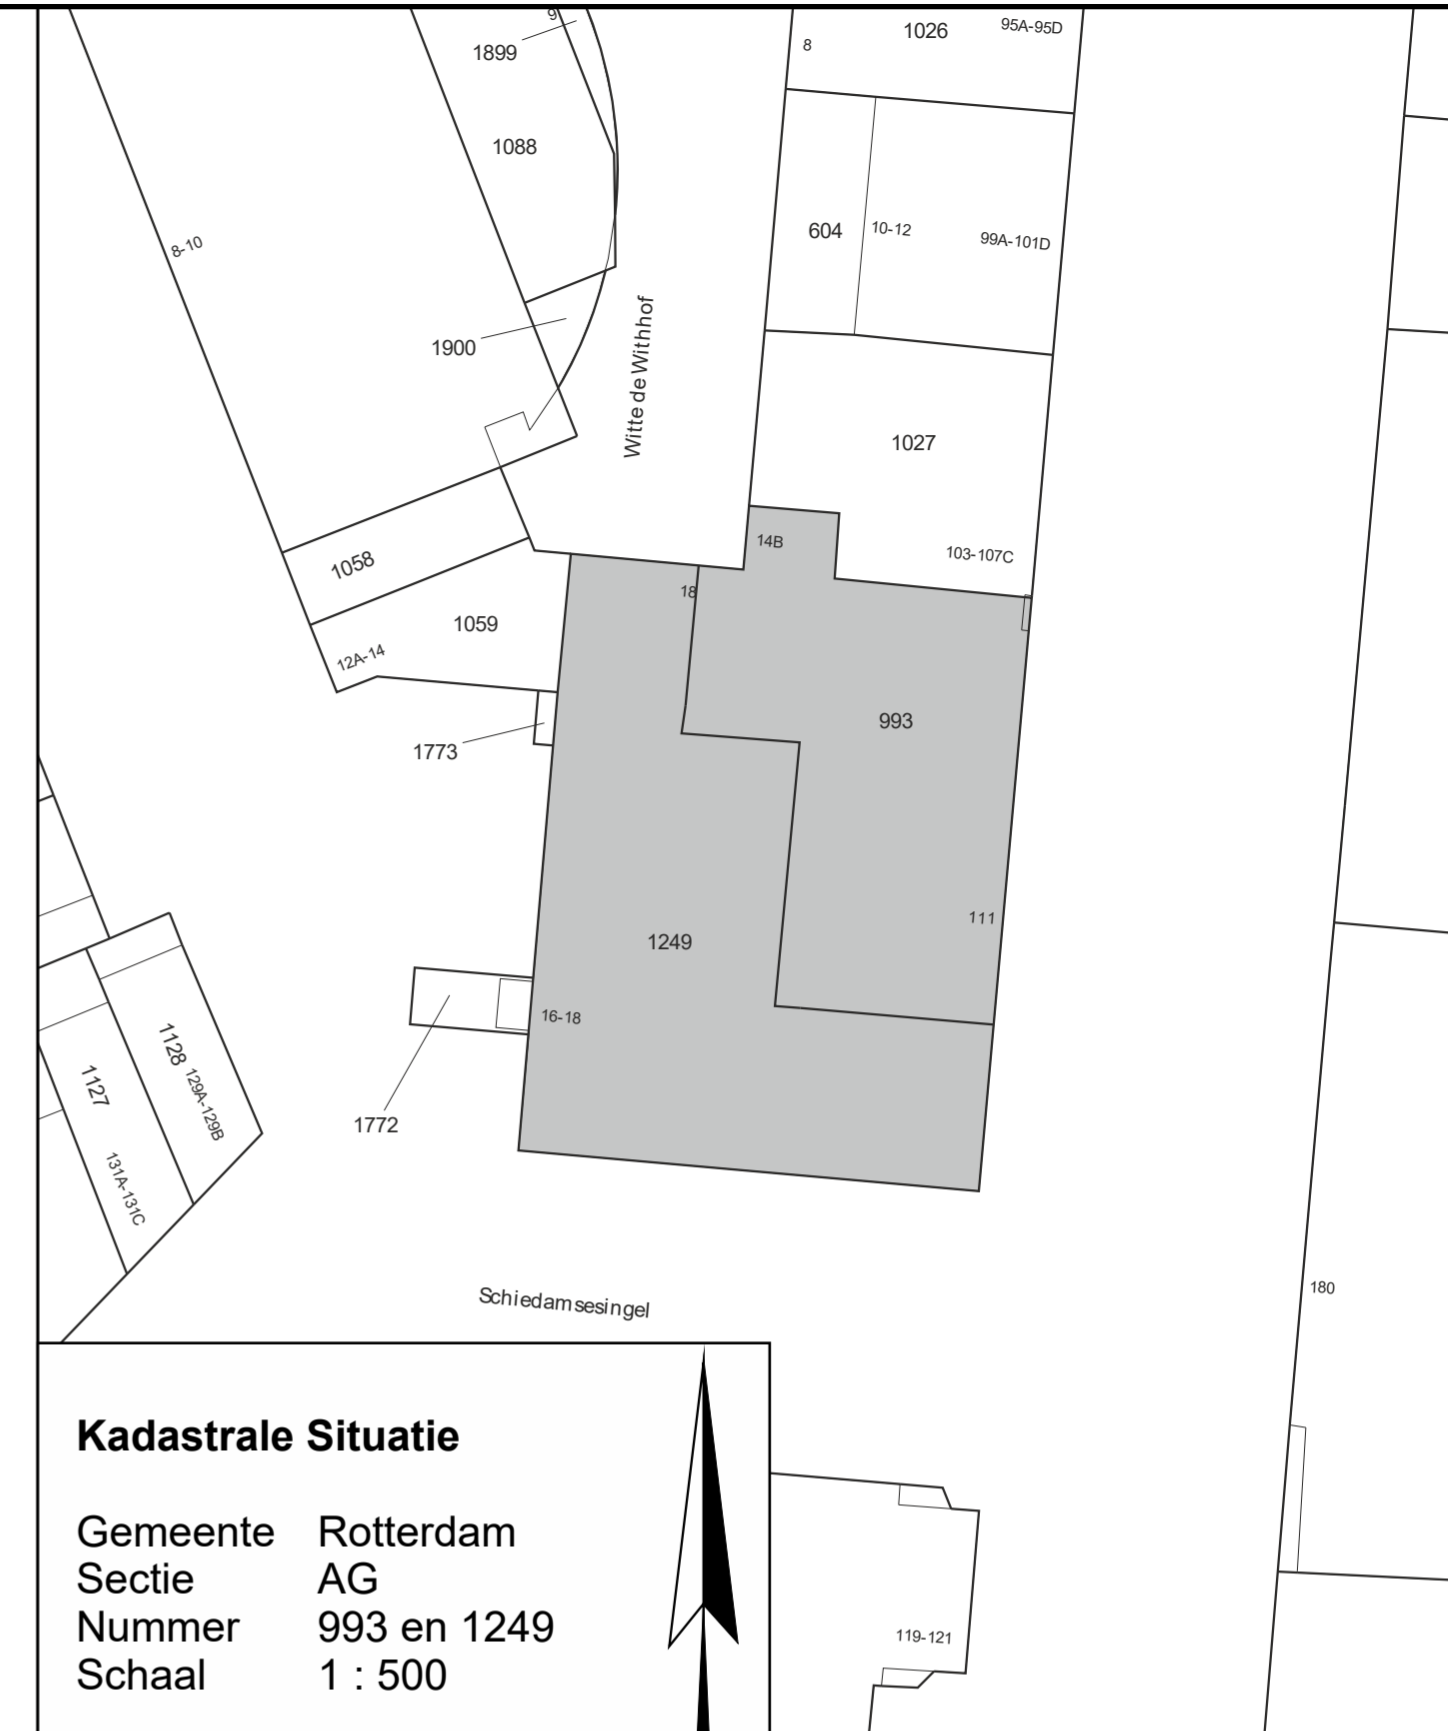 9
1899
8
1026
95A-95D
1088
604
10-12
99A-101D
8-10
1900
Witte de Withhof
1027
14B
103-107C
1058
18
1059
12A-14
993
1773
111
1249
16-18
1128
129A-129B
1127
131A-131C
1772
Schiedamsesingel
180
Kadastrale Situatie
Gemeente Rotterdam
Sectie AG
Nummer 993 en 1249
Schaal 1 : 500
119-121